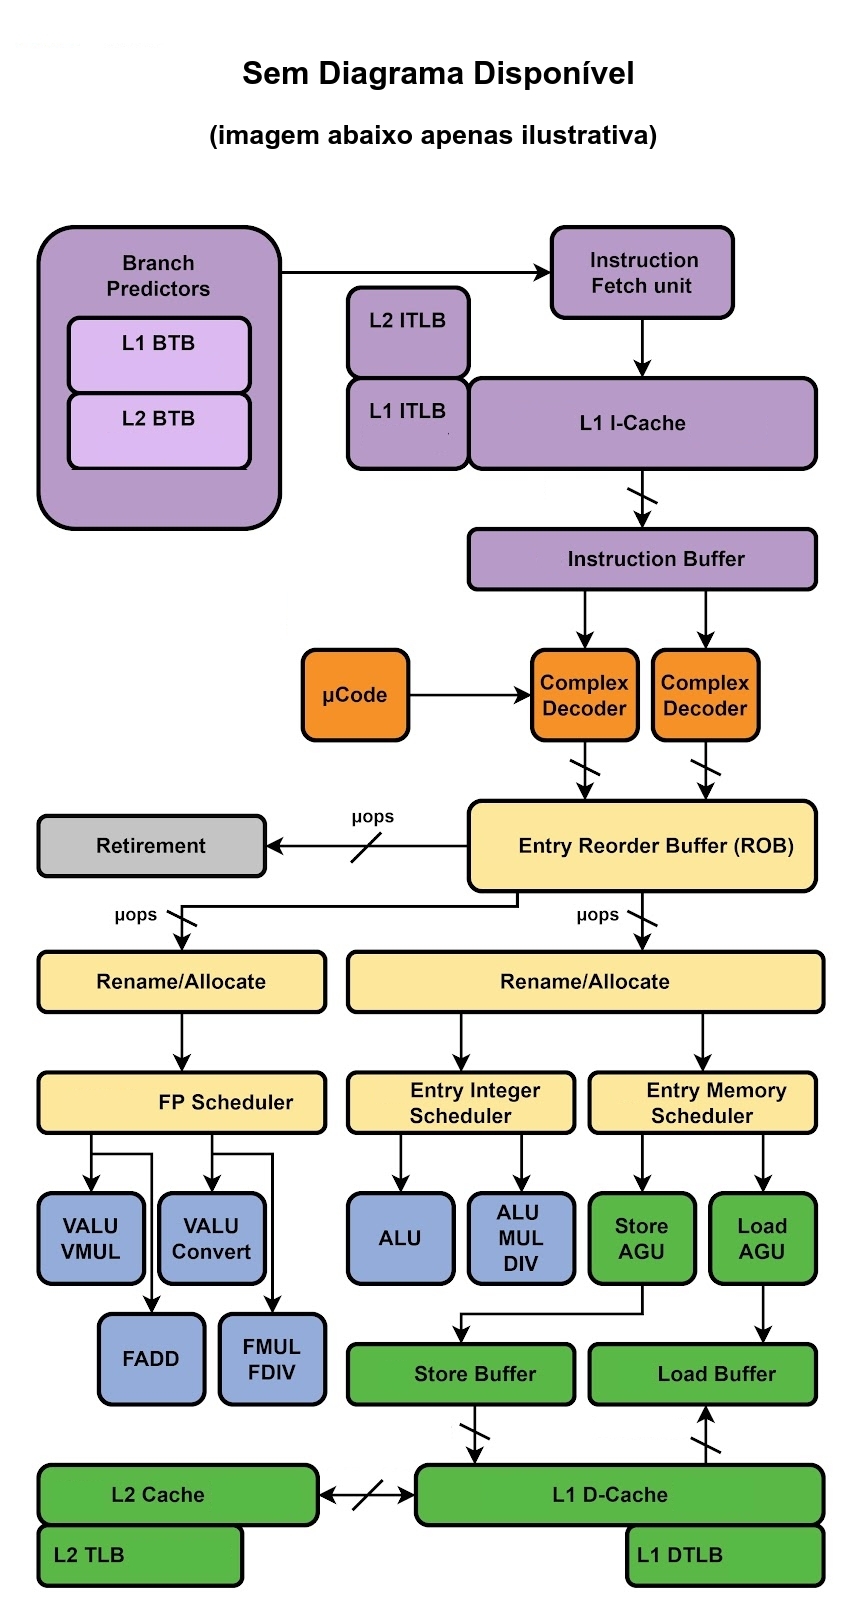 Sem Diagrama Disponível
(imagem abaixo apenas ilustrativa)
Branch
Predictors
L1 BTB
L2 BTB
Instruction
Fetch unit
L2 ITLB
L1 ITLB
L1 I-Cache
Instruction Buffer
µCode
Complex
Decoder
Complex
Decoder
Retirement
µops
Entry Reorder Buffer (ROB)
µops
µops
Rename/Allocate
Rename/Allocate
FP Scheduler
Entry Integer
Scheduler
Entry Memory
Scheduler
VALU
VMUL
VALU
Convert
ALU
ALU
MUL
DIV
Store
AGU
Load
AGU
FADD
FMUL
FDIV
Store Buffer
Load Buffer
L2 Cache
L1 D-Cache
L2 TLB
L1 DTLB